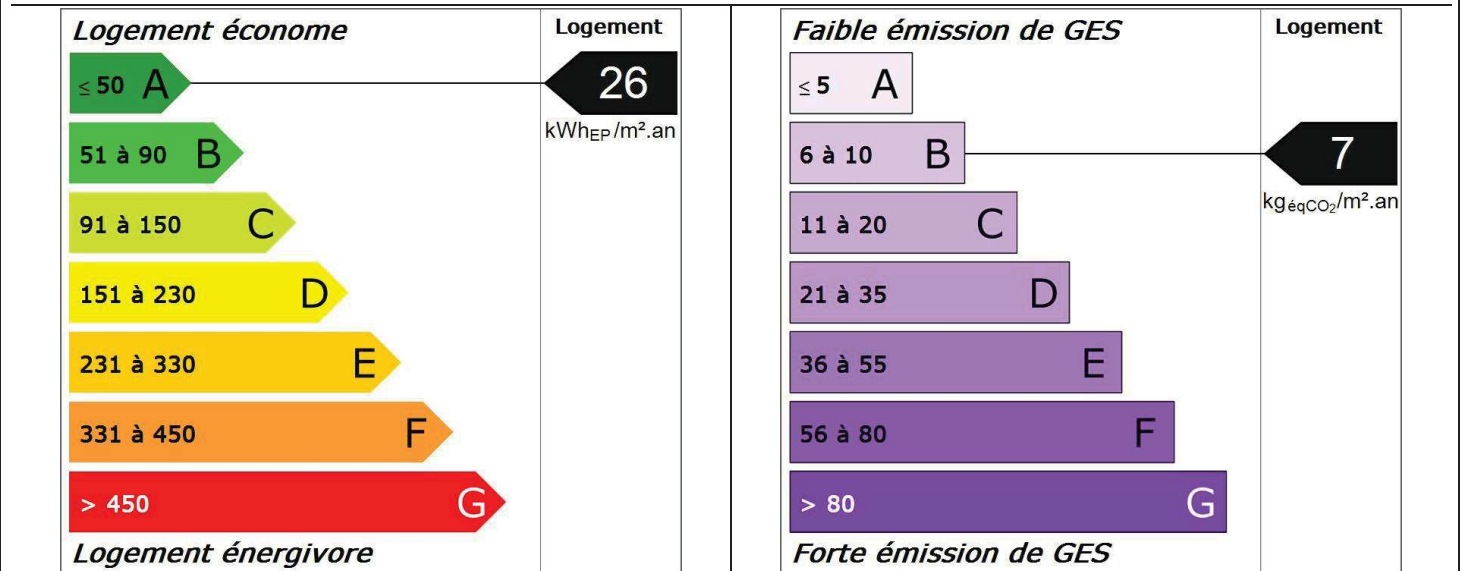 Logement économe
Logement
≤ 50 A
26
kWhEP/m².an
51 à 90 B
91 à 150 C
151 à 230 D
231 à 330 E
331 à 450 F
> 450 G
Logement énergivore
Faible émission de GES
Logement
≤ 5 A
6 à 10 B
7
kgéqCO₂/m².an
11 à 20 C
21 à 35 D
36 à 55 E
56 à 80 F
> 80 G
Forte émission de GES